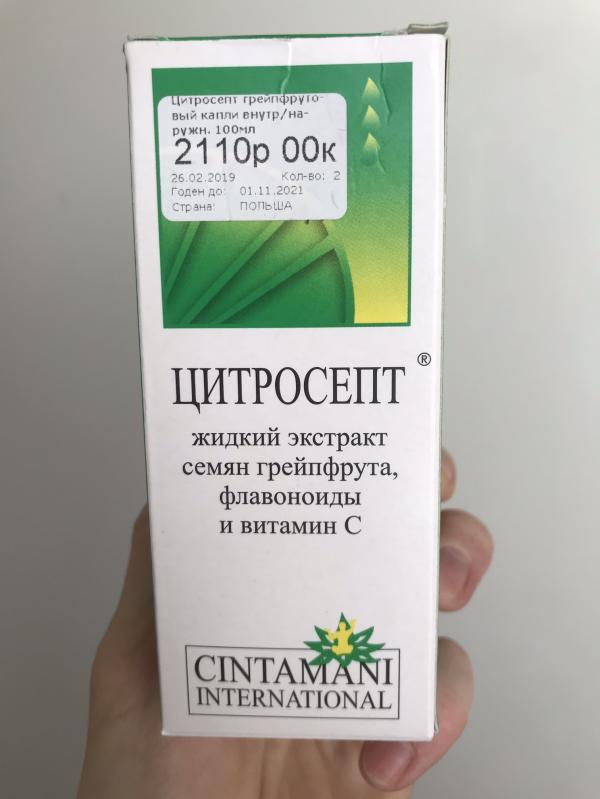 Цитросепт грейпфруто-
вый капли внутр/на-
ружн. 100мл
2110р 00к
26.02.2019 Кол-во: 2
Годен до: 01.11.2021
Страна: ПОЛЬША
ЦИТРОСЕПТ ®
жидкий экстракт
семян грейпфрута,
флавоноиды
и витамин С
CINTAMANI
INTERNATIONAL